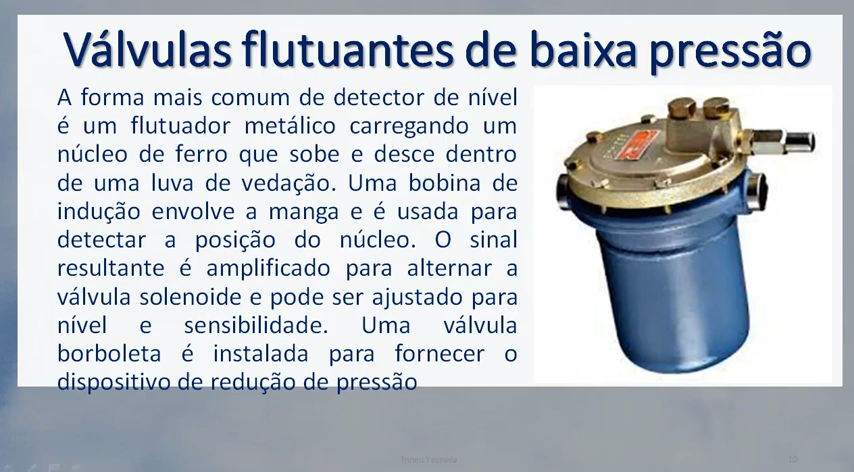 Válvulas flutuantes de baixa pressão
A forma mais comum de detector de nível
é um flutuador metálico carregando um
núcleo de ferro que sobe e desce dentro
de uma luva de vedação. Uma bobina de
indução envolve a manga e é usada para
detectar a posição do núcleo. O sinal
resultante é amplificado para alternar a
válvula solenoide e pode ser ajustado para
nível e sensibilidade. Uma válvula
borboleta é instalada para fornecer o
dispositivo de redução de pressão
10